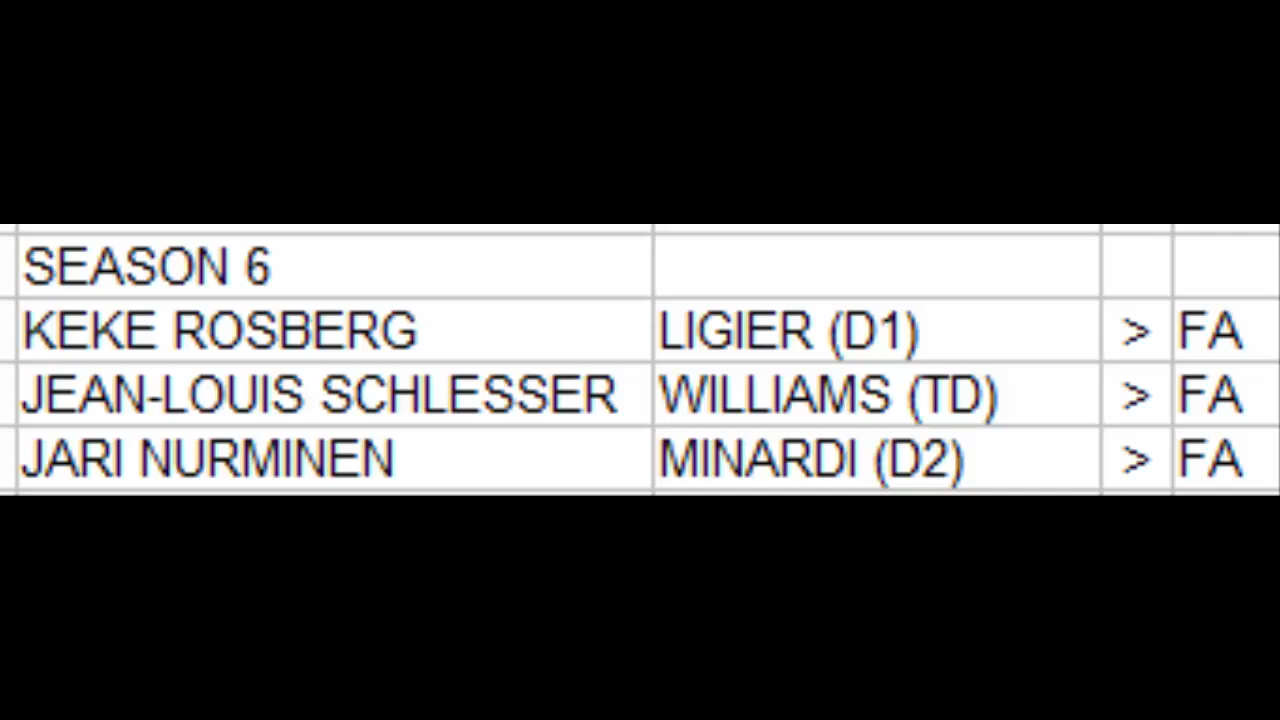 SEASON 6
KEKE ROSBERG LIGIER (D1) > FA
JEAN-LOUIS SCHLESSER WILLIAMS (TD) > FA
JARI NURMINEN MINARDI (D2) > FA